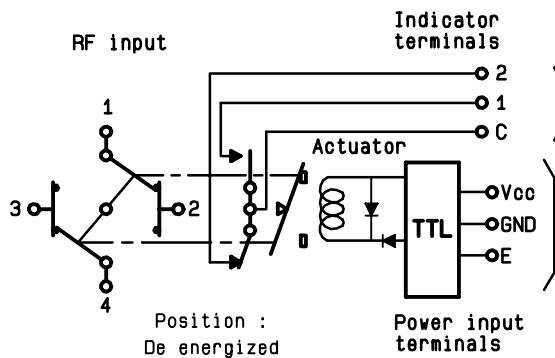 RF input
Indicator
terminals
2
1
C
1
Actuator
3
2
4
TTL
Vcc
GND
E
Position :
De energized
Power input
terminals